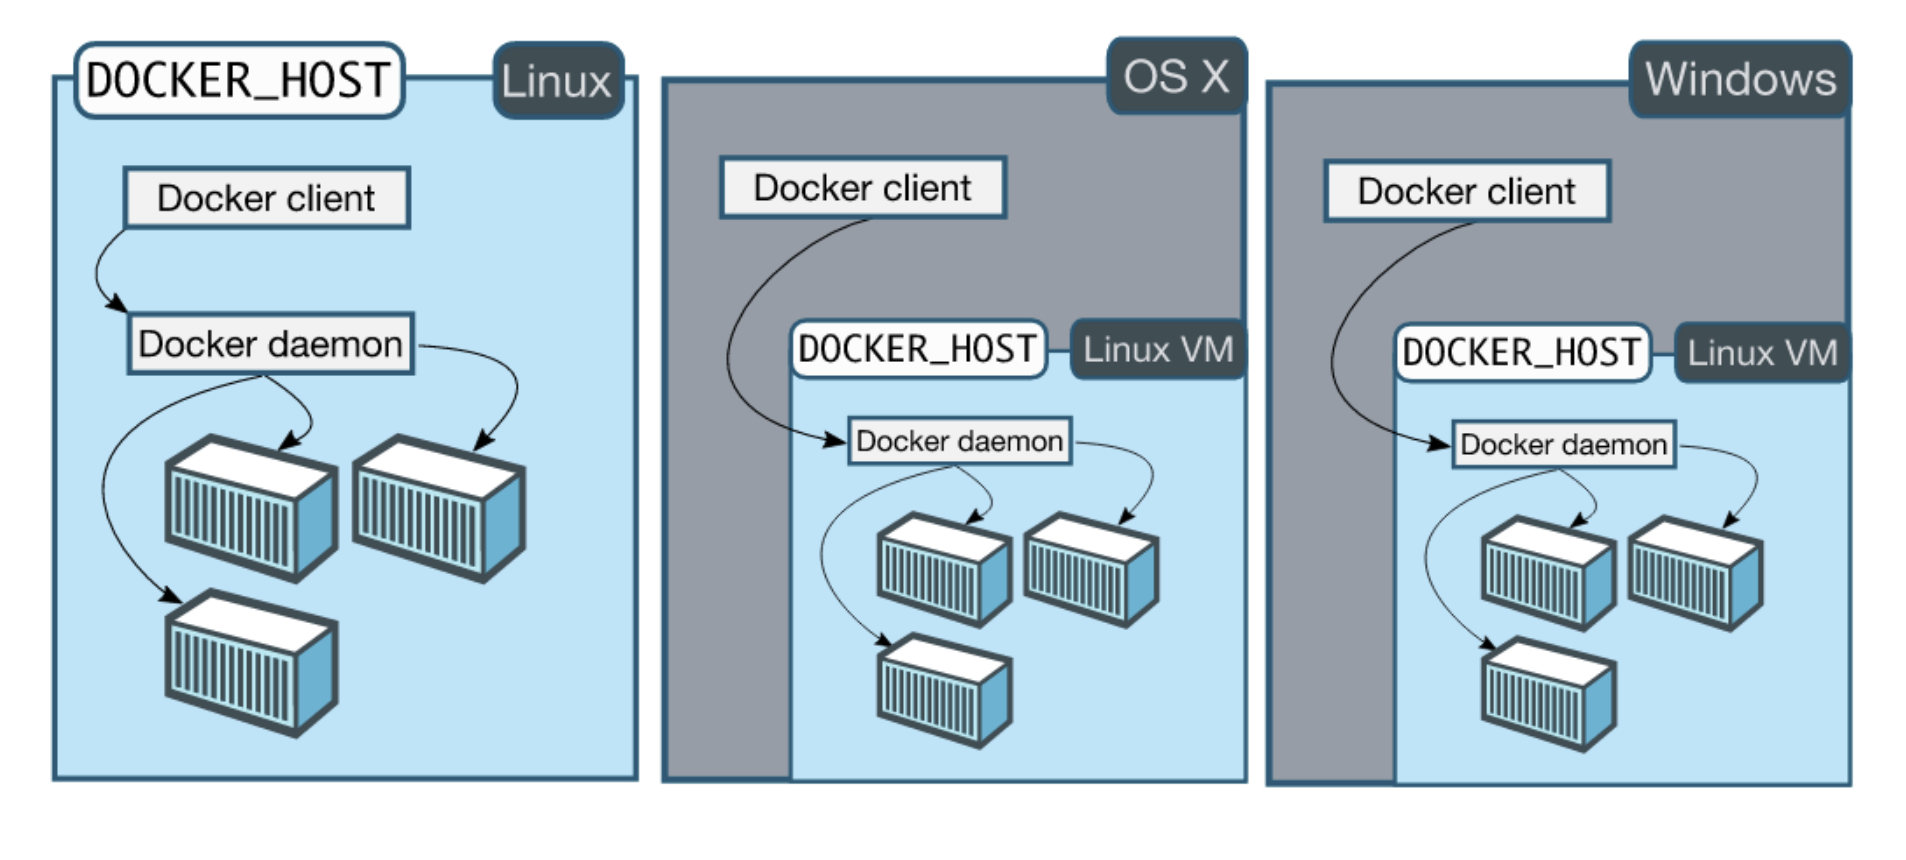 DOCKER_HOST
Linux
Docker client
Docker daemon
OS X
Docker client
DOCKER_HOST
Linux VM
Docker daemon
Windows
Docker client
DOCKER_HOST
Linux VM
Docker daemon